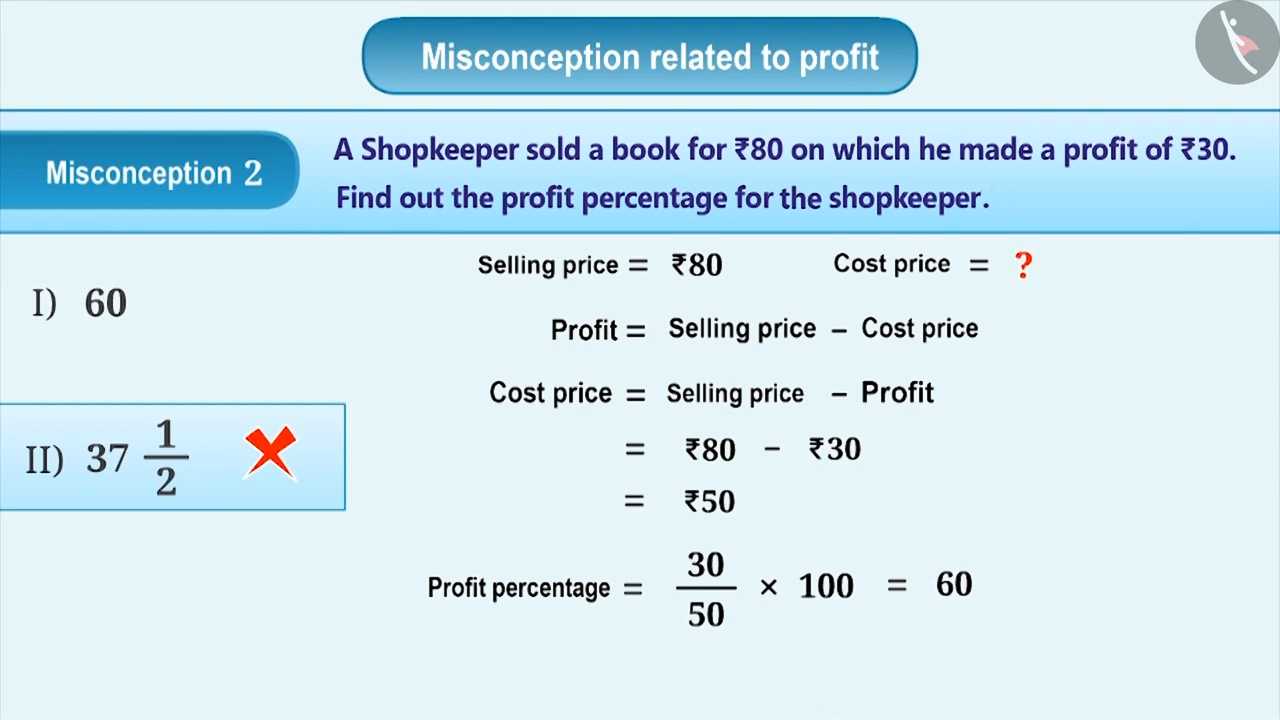 Misconception related to profit
Misconception 2
A Shopkeeper sold a book for ₹80 on which he made a profit of ₹30.
Find out the profit percentage for the shopkeeper.
I) 60
II) 37 1/2
Selling price = ₹80 Cost price = ?
Profit = Selling price – Cost price
Cost price = Selling price – Profit
= ₹80 – ₹30
= ₹50
Profit percentage = 30/50 × 100 = 60